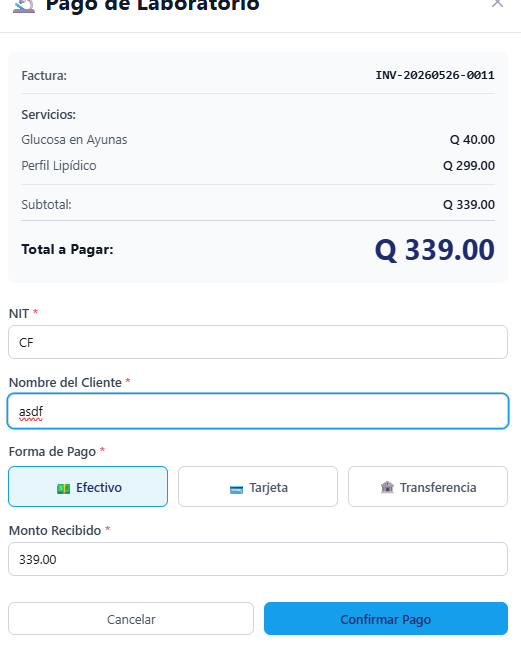 Pago de Laboratorio
Factura: INV-20260526-0011
Servicios:
Glucosa en Ayunas Q 40.00
Perfil Lipídico Q 299.00
Subtotal: Q 339.00
Total a Pagar: Q 339.00
NIT *
CF
Nombre del Cliente *
asdf
Forma de Pago *
Efectivo Tarjeta Transferencia
Monto Recibido *
339.00
Cancelar Confirmar Pago